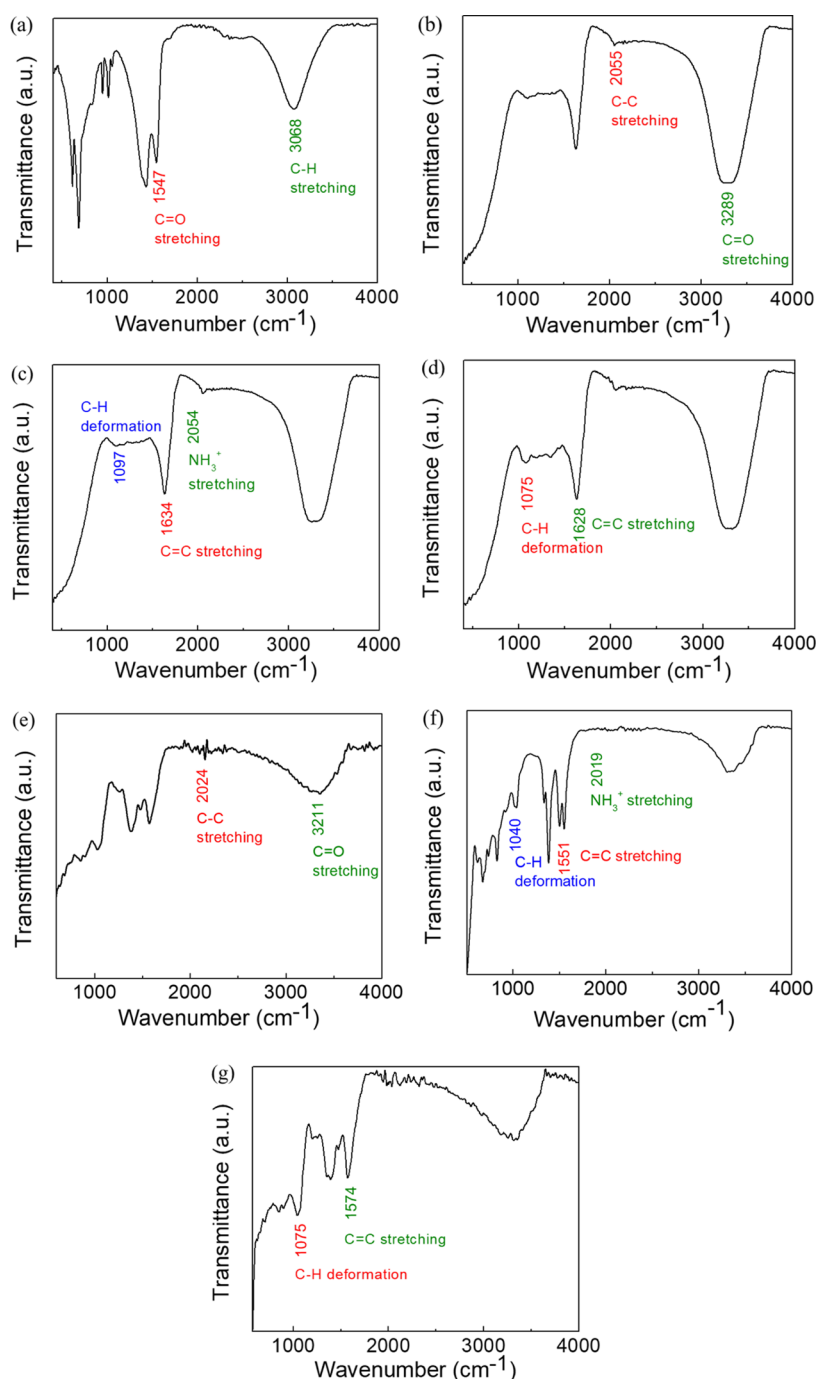 (a)
Transmittance (a.u.)
1547
C=O
stretching
3068
C-H
stretching
1000
2000
3000
4000
Wavenumber (cm⁻¹)
(b)
Transmittance (a.u.)
2055
C-C
stretching
3289
C=O
stretching
1000
2000
3000
4000
Wavenumber (cm⁻¹)
(c)
Transmittance (a.u.)
C-H
deformation
1097
1634
C=C stretching
2054
NH₃⁺
stretching
1000
2000
3000
4000
Wavenumber (cm⁻¹)
(d)
Transmittance (a.u.)
1075
C-H
deformation
1628
C=C stretching
1000
2000
3000
4000
Wavenumber (cm⁻¹)
(e)
Transmittance (a.u.)
2024
C-C
stretching
3211
C=O
stretching
1000
2000
3000
4000
Wavenumber (cm⁻¹)
(f)
Transmittance (a.u.)
1040
C-H
deformation
1551
C=C stretching
2019
NH₃⁺ stretching
1000
2000
3000
4000
Wavenumber (cm⁻¹)
(g)
Transmittance (a.u.)
1075
C-H deformation
1574
C=C stretching
1000
2000
3000
4000
Wavenumber (cm⁻¹)